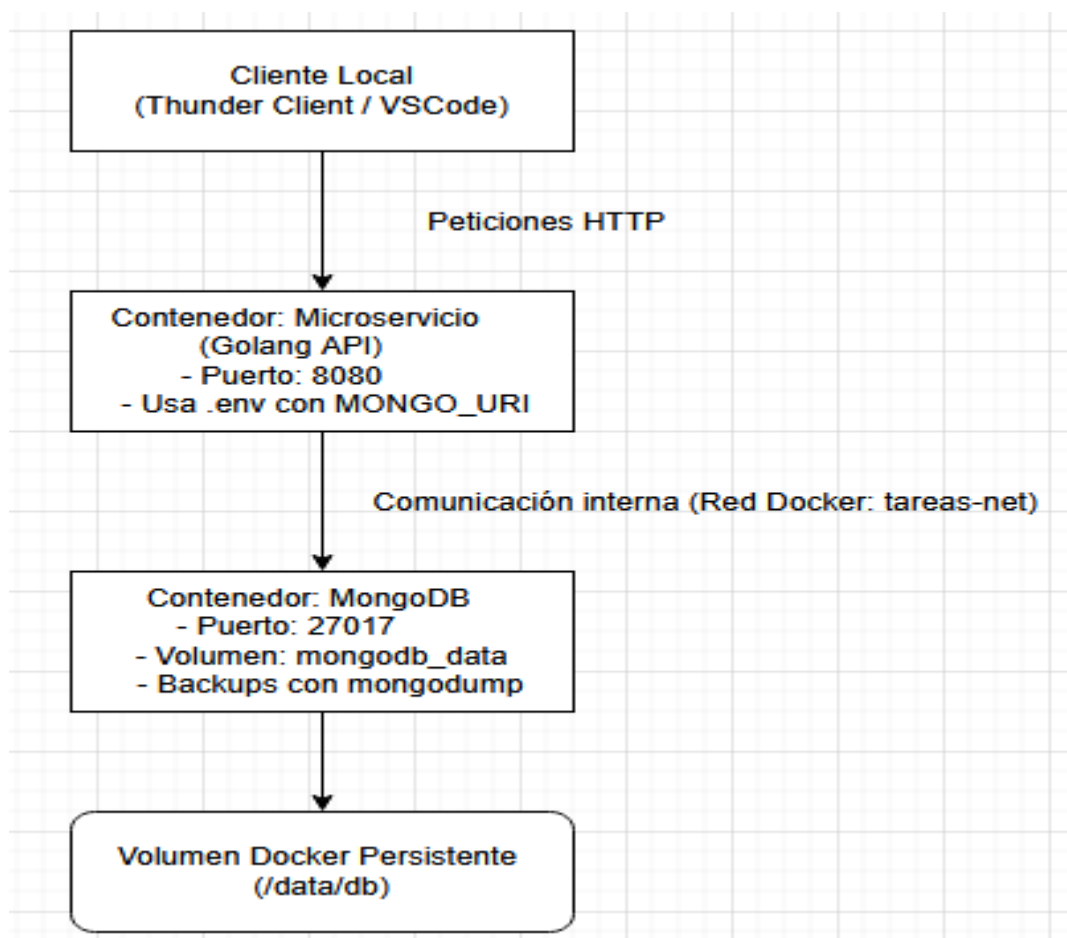 Cliente Local
(Thunder Client / VSCode)
Peticiones HTTP
Contenedor: Microservicio
(Golang API)
- Puerto: 8080
- Usa .env con MONGO_URI
Comunicación interna (Red Docker: tareas-net)
Contenedor: MongoDB
- Puerto: 27017
- Volumen: mongodb_data
- Backups con mongodump
Volumen Docker Persistente
(/data/db)